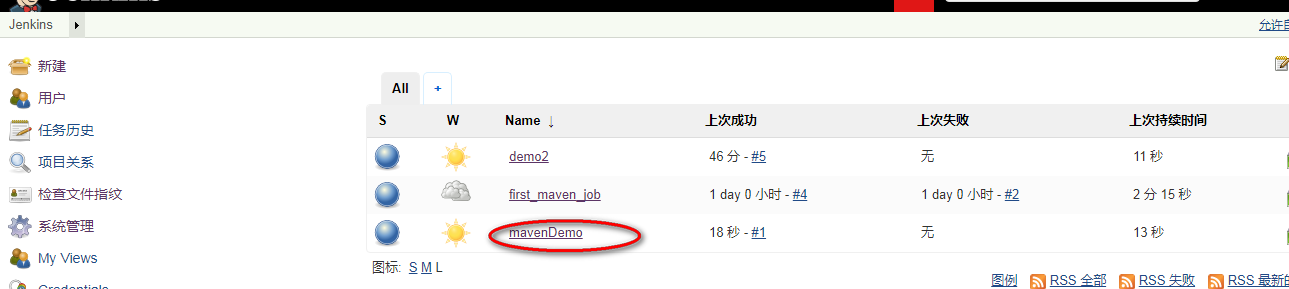 Jenkins
允许自
新建
用户
任务历史
项目关系
检查文件指纹
系统管理
My Views
Credentials
All +
S W Name ↓ 上次成功 上次失败 上次持续时间
demo2 46 分 - #5 无 11 秒
first_maven_job 1 day 0 小时 - #4 1 day 0 小时 - #2 2 分 15 秒
mavenDemo 18 秒 - #1 无 13 秒
图标: S M L
图例 RSS 全部 RSS 失败 RSS 最新的